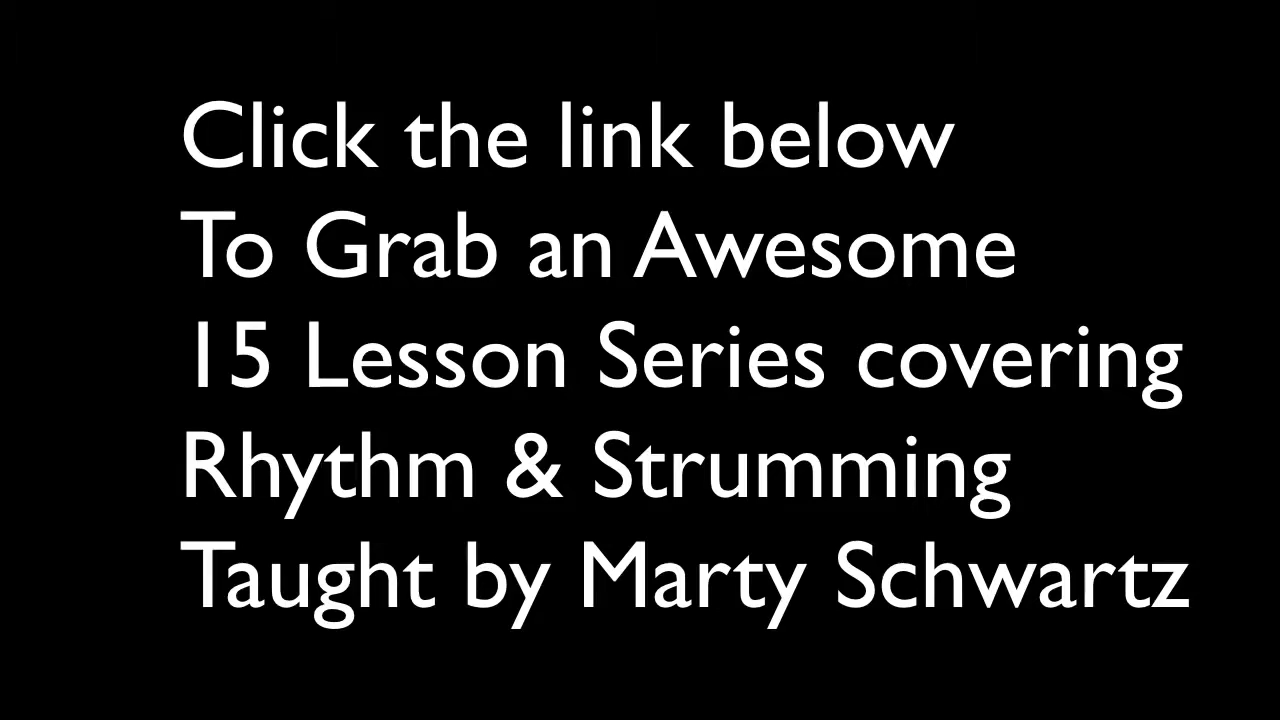 Click the link below
To Grab an Awesome
15 Lesson Series covering
Rhythm & Strumming
Taught by Marty Schwartz